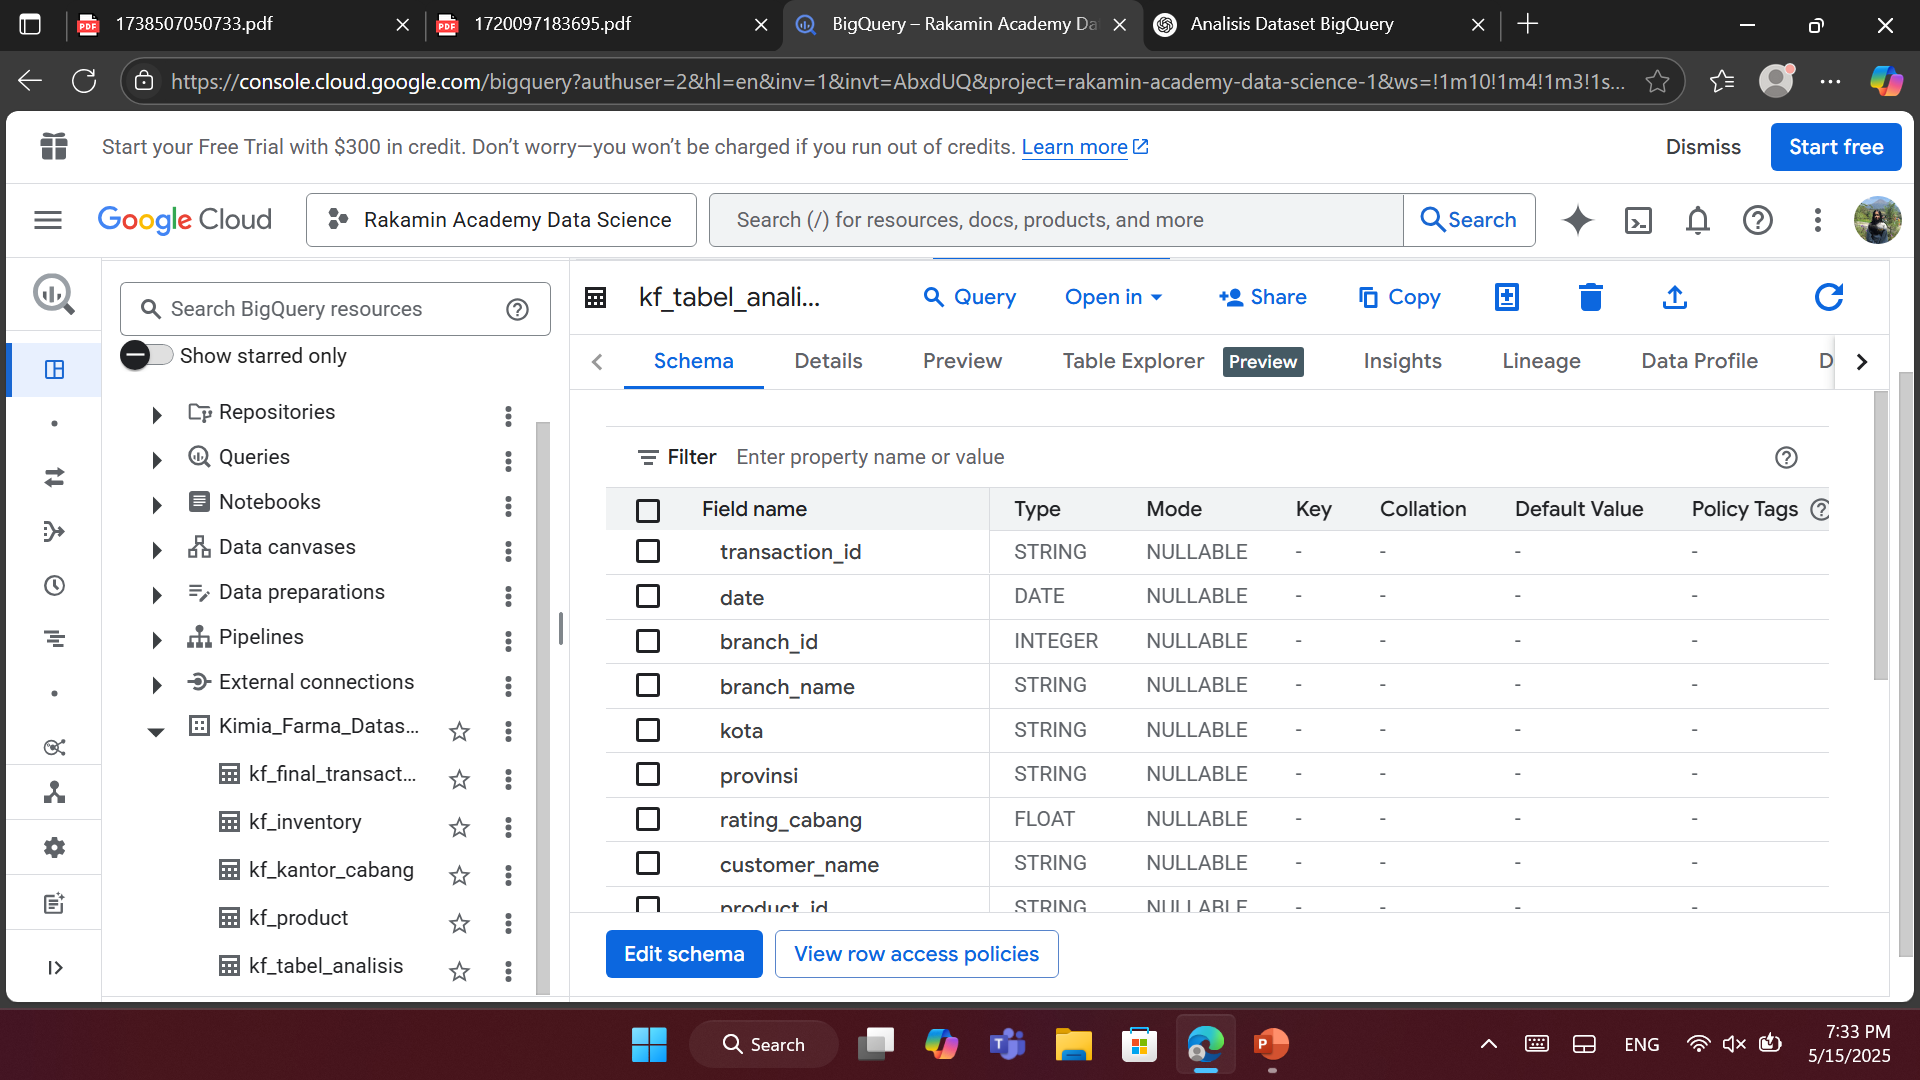 1738507050733.pdf
1720097183695.pdf
BigQuery – Rakamin Academy Da
Analisis Dataset BigQuery
https://console.cloud.google.com/bigquery?authuser=2&hl=en&inv=1&invt=AbxdUQ&project=rakamin-academy-data-science-1&ws=!1m10!1m4!1m3!1s...
Start your Free Trial with $300 in credit. Don’t worry—you won’t be charged if you run out of credits. Learn more
Dismiss
Start free
Google Cloud
Rakamin Academy Data Science
Search (/) for resources, docs, products, and more
Search
Search BigQuery resources
Show starred only
Repositories
Queries
Notebooks
Data canvases
Data preparations
Pipelines
External connections
Kimia_Farma_Datas...
kf_final_transact...
kf_inventory
kf_kantor_cabang
kf_product
kf_tabel_analisis
kf_tabel_anali...
Query
Open in
Share
Copy
Schema
Details
Preview
Table Explorer
Preview
Insights
Lineage
Data Profile
D
Filter Enter property name or value
Field name Type Mode Key Collation Default Value Policy Tags
transaction_id STRING NULLABLE - - - -
date DATE NULLABLE - - - -
branch_id INTEGER NULLABLE - - - -
branch_name STRING NULLABLE - - - -
kota STRING NULLABLE - - - -
provinsi STRING NULLABLE - - - -
rating_cabang FLOAT NULLABLE - - - -
customer_name STRING NULLABLE - - - -
product_id STRING NULLABLE - - - -
Edit schema
View row access policies
Search
ENG
7:33 PM
5/15/2025